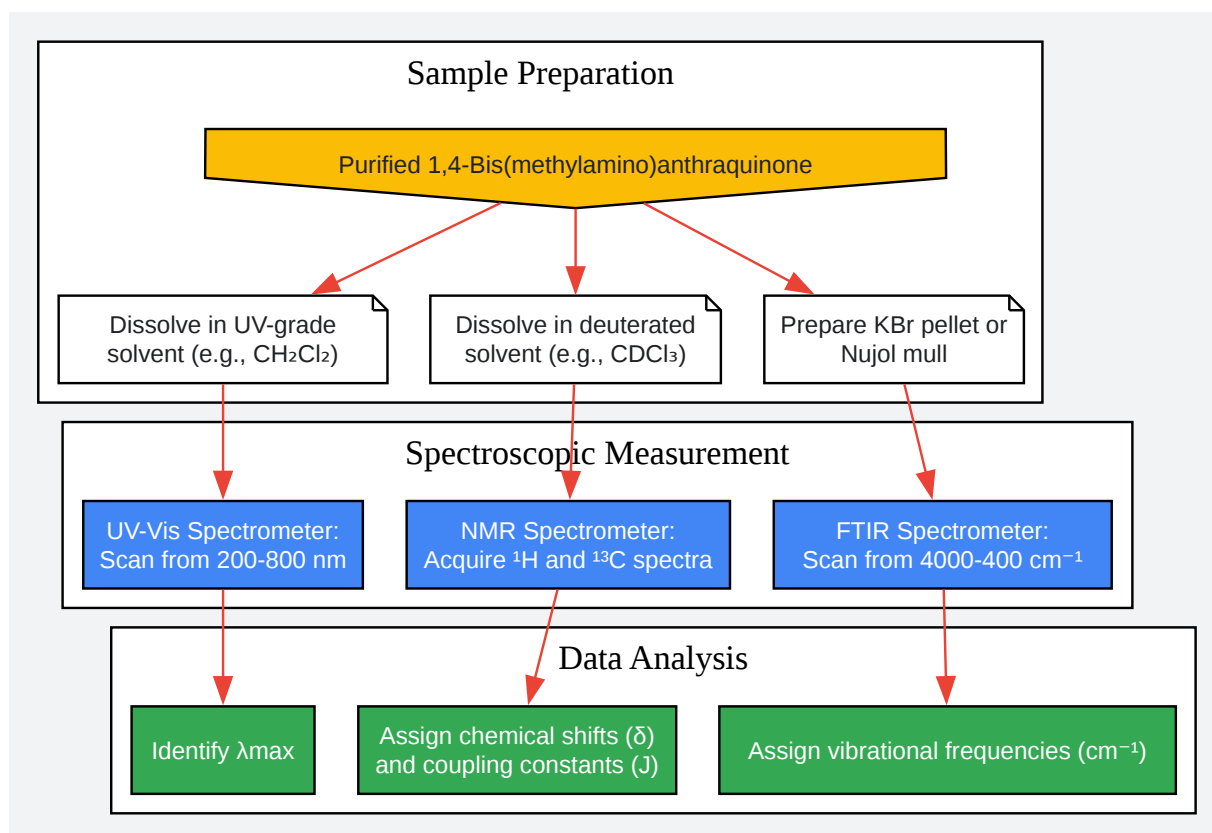 Sample Preparation
Purified 1,4-Bis(methylamino)anthraquinone
Dissolve in UV-grade
solvent (e.g., CH₂Cl₂)
Dissolve in deuterated
solvent (e.g., CDCl₃)
Prepare KBr pellet or
Nujol mull
Spectroscopic Measurement
UV-Vis Spectrometer:
Scan from 200-800 nm
NMR Spectrometer:
Acquire ¹H and ¹³C spectra
FTIR Spectrometer:
Scan from 4000-400 cm⁻¹
Data Analysis
Identify λmax
Assign chemical shifts (δ)
and coupling constants (J)
Assign vibrational frequencies (cm⁻¹)